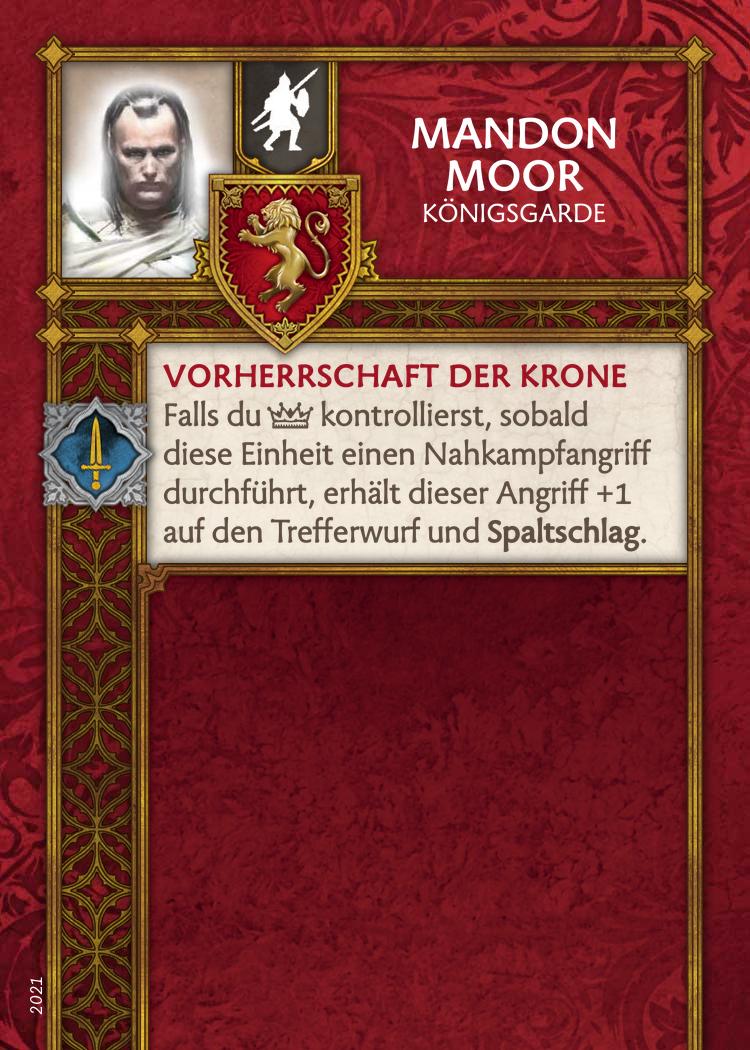 MANDON
MOOR
KÖNIGSGARDE
VORHERRSCHAFT DER KRONE
Falls du kontrollierst, sobald
diese Einheit einen Nahkampfangriff
durchführt, erhält dieser Angriff +1
auf den Trefferwurf und Spaltschlag.
2021